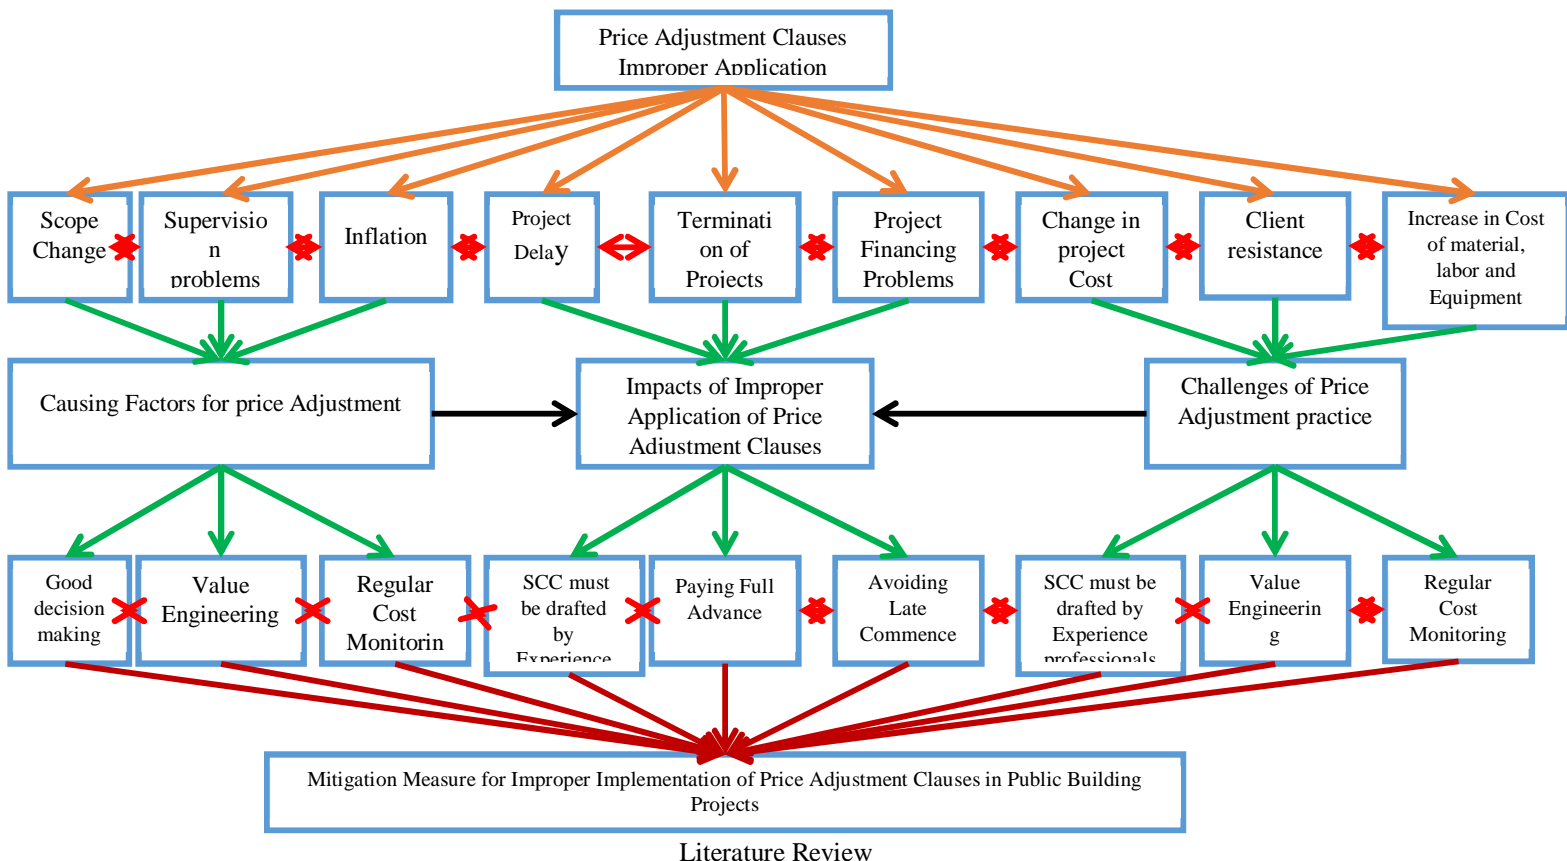 Price Adjustment Clauses
Improper Application
Scope
Change
Supervisio
n
problems
Inflation
Project
Delay
Terminati
on of
Projects
Project
Financing
Problems
Change in
project
Cost
Client
resistance
Increase in Cost
of material,
labor and
Equipment
Causing Factors for price Adjustment
Impacts of Improper
Application of Price
Adjustment Clauses
Challenges of Price
Adjustment practice
Good
decision
making
Value
Engineering
Regular
Cost
Monitorin
SCC must
be drafted
by
Experience
Paying Full
Advance
Avoiding
Late
Commence
SCC must be
drafted by
Experience
professionals
Value
Engineerin
g
Regular
Cost
Monitoring
Mitigation Measure for Improper Implementation of Price Adjustment Clauses in Public Building
Projects
Literature Review